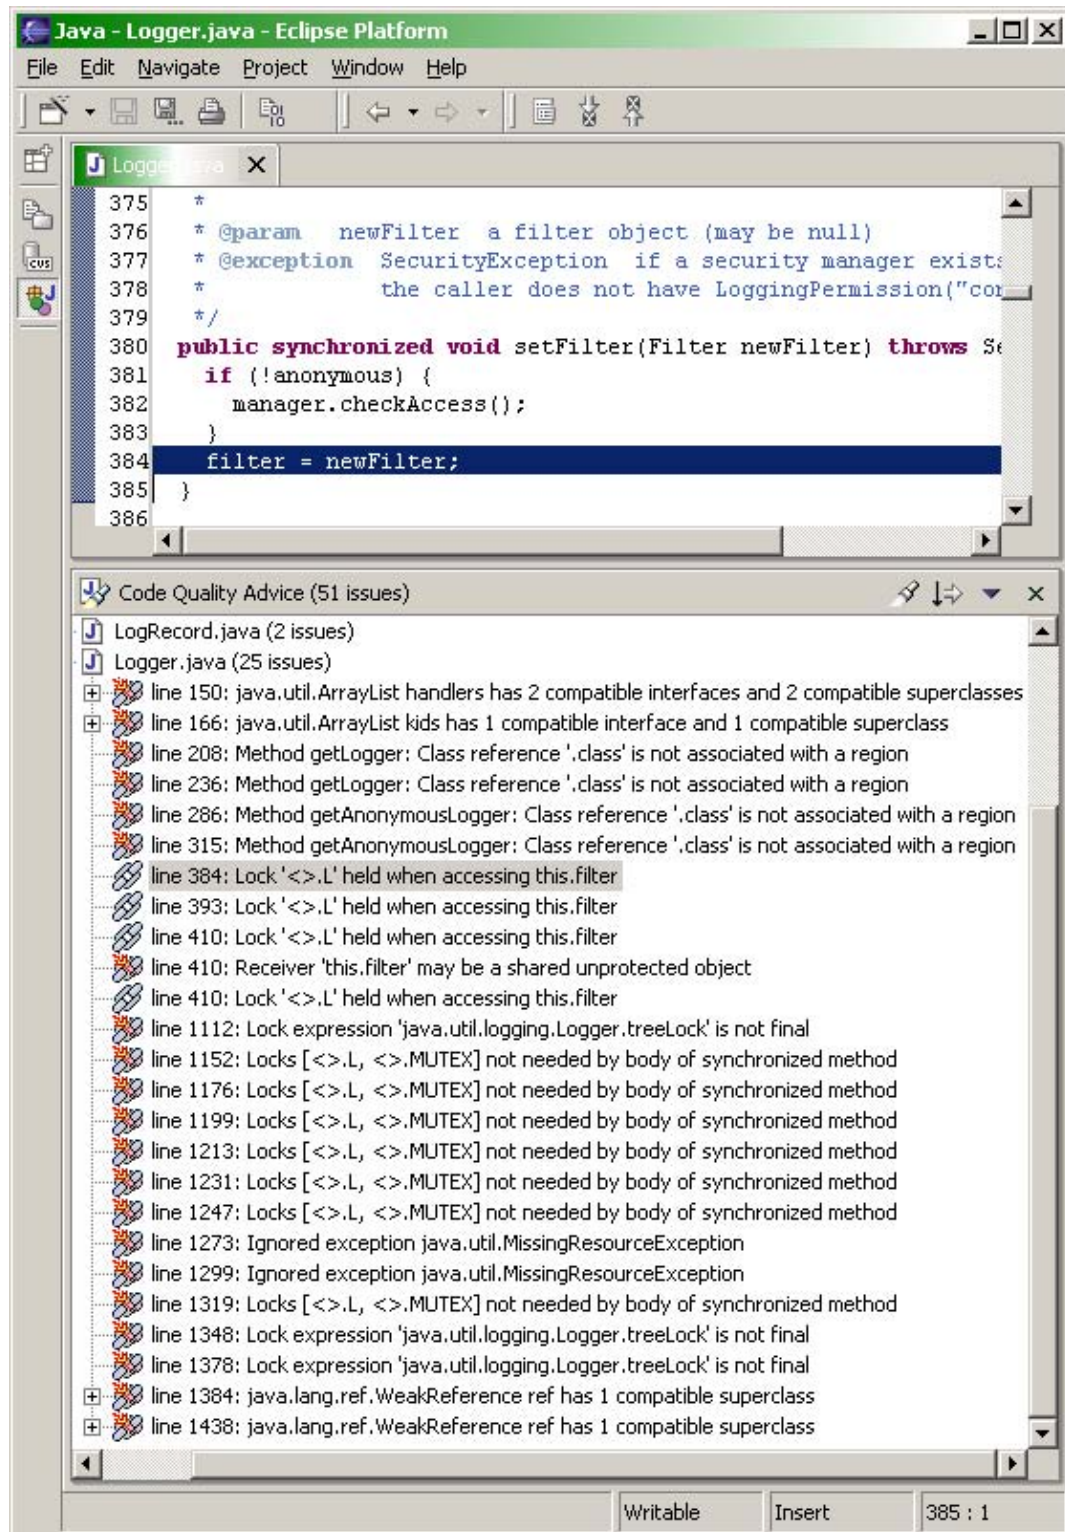 Java - Logger.java - Eclipse Platform
File Edit Navigate Project Window Help
Logger.java
375 *
376 * @param newFilter a filter object (may be null)
377 * @exception SecurityException if a security manager exists
378 * the caller does not have LoggingPermission("con
379 */
380 public synchronized void setFilter(Filter newFilter) throws Se
381 if (!anonymous) {
382 manager.checkAccess();
383 }
384 filter = newFilter;
385 }
386
Code Quality Advice (51 issues)
LogRecord.java (2 issues)
Logger.java (25 issues)
line 150: java.util.ArrayList handlers has 2 compatible interfaces and 2 compatible superclasses
line 166: java.util.ArrayList kids has 1 compatible interface and 1 compatible superclass
line 208: Method getLogger: Class reference '.class' is not associated with a region
line 236: Method getLogger: Class reference '.class' is not associated with a region
line 286: Method getAnonymousLogger: Class reference '.class' is not associated with a region
line 315: Method getAnonymousLogger: Class reference '.class' is not associated with a region
line 384: Lock '<>.L' held when accessing this.filter
line 393: Lock '<>.L' held when accessing this.filter
line 410: Lock '<>.L' held when accessing this.filter
line 410: Receiver 'this.filter' may be a shared unprotected object
line 410: Lock '<>.L' held when accessing this.filter
line 1112: Lock expression 'java.util.logging.Logger.treeLock' is not final
line 1152: Locks [<>.L, <>.MUTEX] not needed by body of synchronized method
line 1176: Locks [<>.L, <>.MUTEX] not needed by body of synchronized method
line 1199: Locks [<>.L, <>.MUTEX] not needed by body of synchronized method
line 1213: Locks [<>.L, <>.MUTEX] not needed by body of synchronized method
line 1231: Locks [<>.L, <>.MUTEX] not needed by body of synchronized method
line 1247: Locks [<>.L, <>.MUTEX] not needed by body of synchronized method
line 1273: Ignored exception java.util.MissingResourceException
line 1299: Ignored exception java.util.MissingResourceException
line 1319: Locks [<>.L, <>.MUTEX] not needed by body of synchronized method
line 1348: Lock expression 'java.util.logging.Logger.treeLock' is not final
line 1378: Lock expression 'java.util.logging.Logger.treeLock' is not final
line 1384: java.lang.ref.WeakReference ref has 1 compatible superclass
line 1438: java.lang.ref.WeakReference ref has 1 compatible superclass
Writable Insert 385 : 1